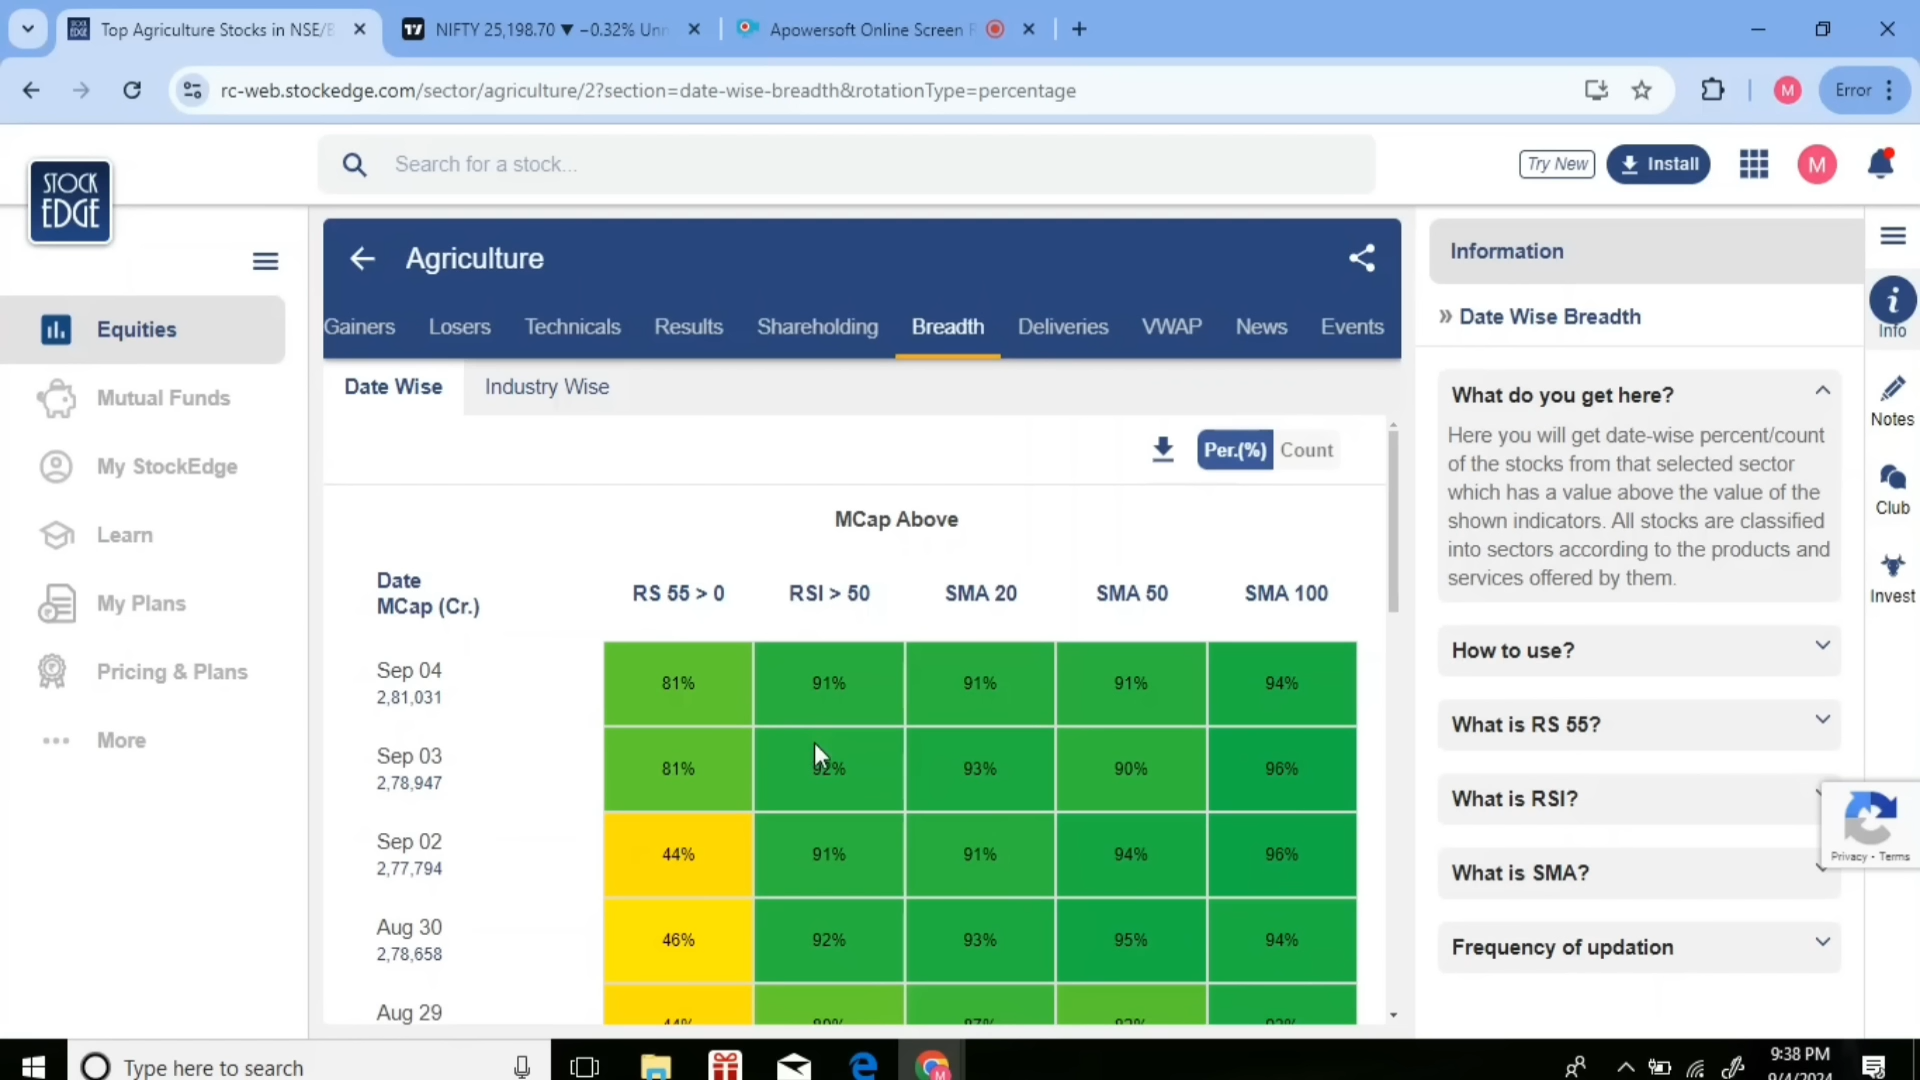 Top Agriculture Stocks in NSE/B
NIFTY 25,198.70 ▼ −0.32% Unn
Apowersoft Online Screen R
rc-web.stockedge.com/sector/agriculture/2?section=date-wise-breadth&rotationType=percentage
M
Error
STOCK
EDGE
Search for a stock...
Try New
Install
M
Equities
Mutual Funds
My StockEdge
Learn
My Plans
Pricing & Plans
More
Agriculture
Gainers Losers Technicals Results Shareholding Breadth Deliveries VWAP News Events
Date Wise Industry Wise
Per.(%) Count
MCap Above
Date
MCap (Cr.)
RS 55 > 0 RSI > 50 SMA 20 SMA 50 SMA 100
Sep 04
2,81,031
81% 91% 91% 91% 94%
Sep 03
2,78,947
81% 92% 93% 90% 96%
Sep 02
2,77,794
44% 91% 91% 94% 96%
Aug 30
2,78,658
46% 92% 93% 95% 94%
Aug 29
Information
» Date Wise Breadth
What do you get here?
Here you will get date-wise percent/count
of the stocks from that selected sector
which has a value above the value of the
shown indicators. All stocks are classified
into sectors according to the products and
services offered by them.
How to use?
What is RS 55?
What is RSI?
What is SMA?
Frequency of updation
Info
Notes
Club
Invest
Privacy - Terms
Type here to search
9:38 PM
9/4/2024